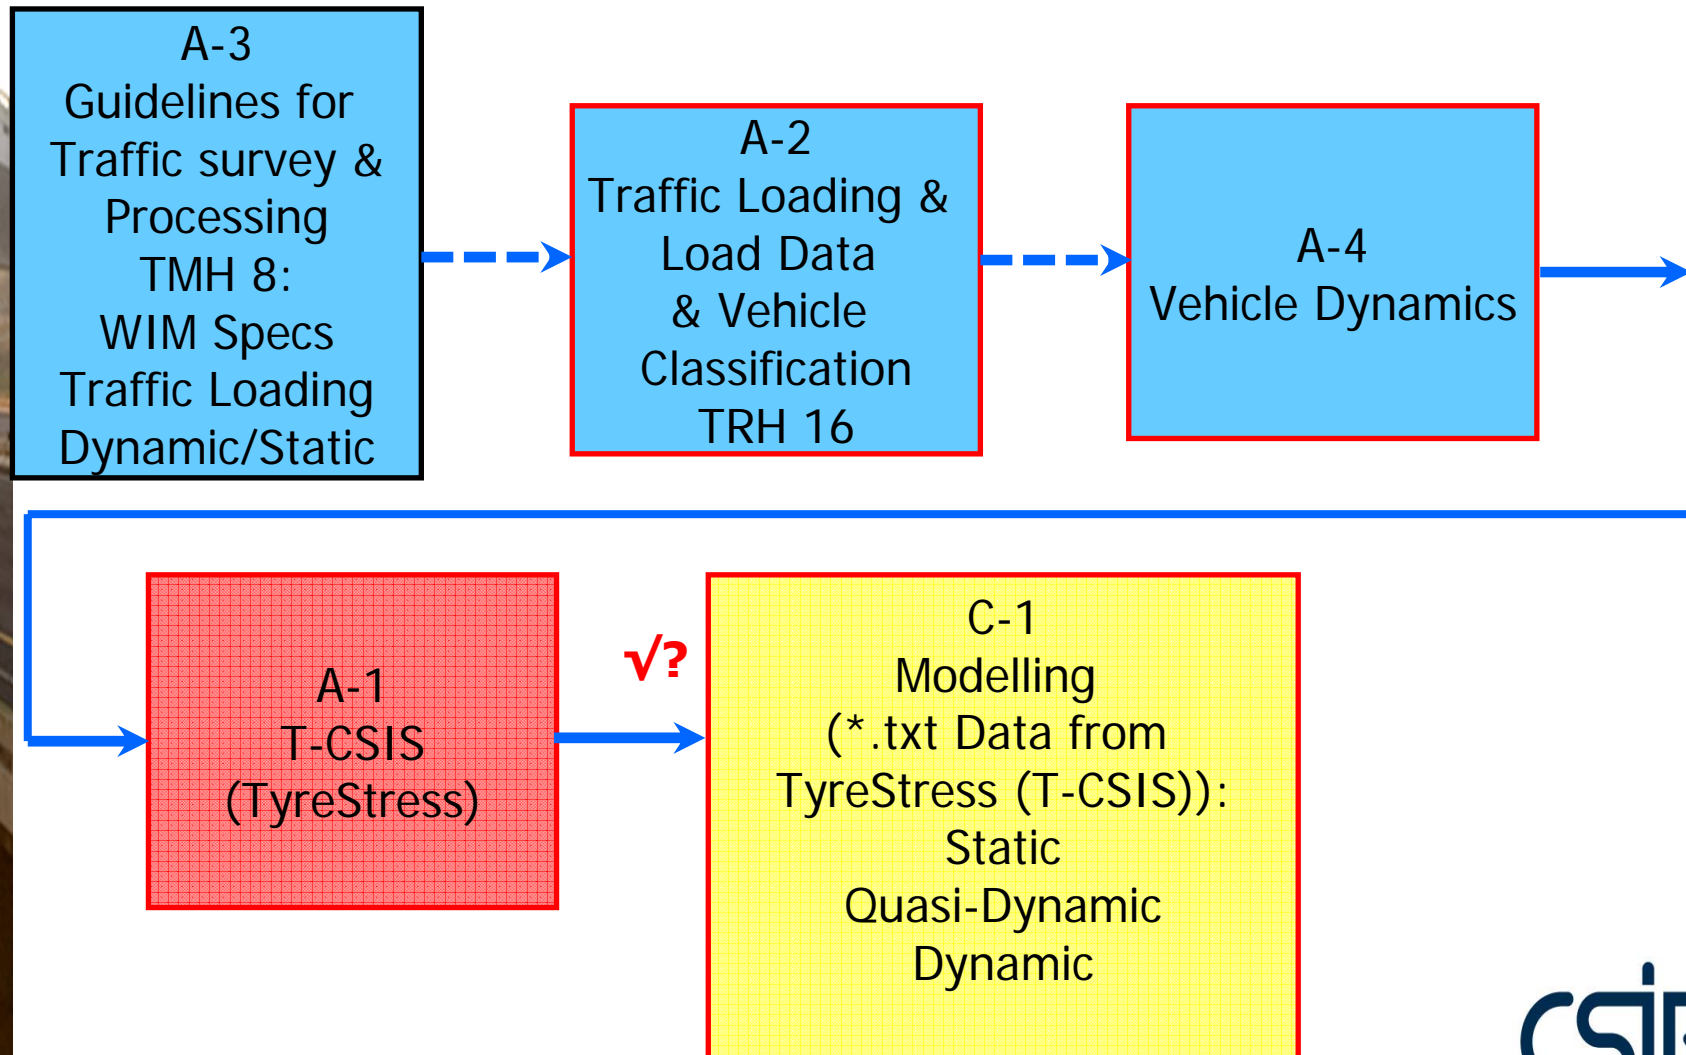 A-3
Guidelines for
Traffic survey &
Processing
TMH 8:
WIM Specs
Traffic Loading
Dynamic/Static
A-2
Traffic Loading &
Load Data
& Vehicle
Classification
TRH 16
A-4
Vehicle Dynamics
A-1
T-CSIS
(TyreStress)
√?
C-1
Modelling
(*.txt Data from
TyreStress (T-CSIS)):
Static
Quasi-Dynamic
Dynamic
CSIR